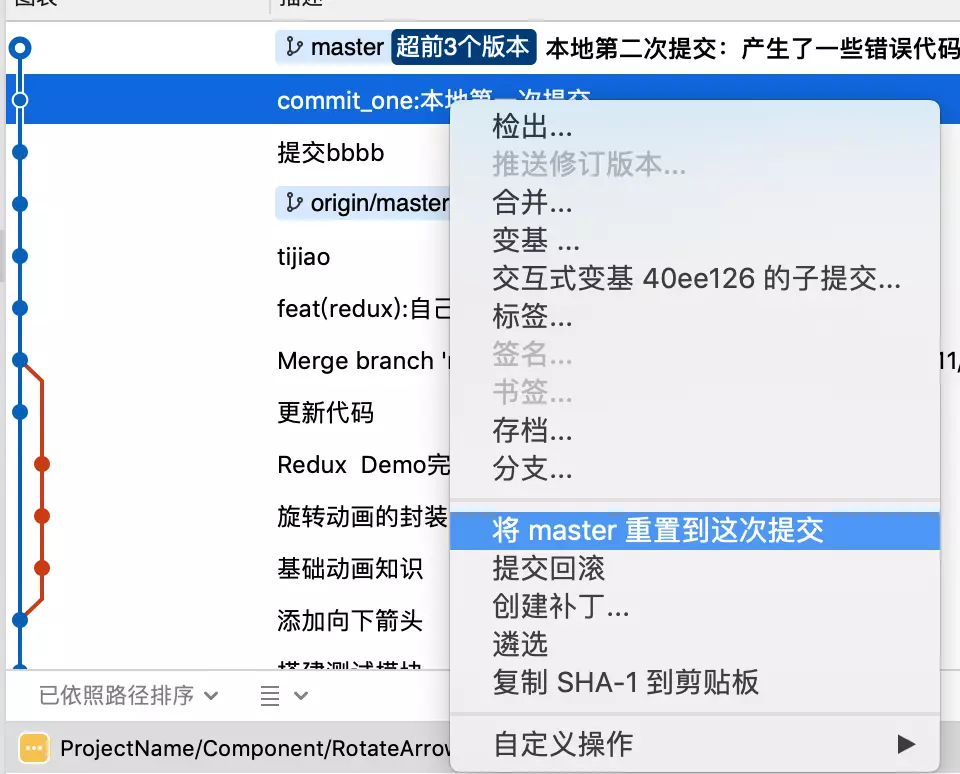 图表 描述
master 超前3个版本 本地第二次提交：产生了一些错误代码
commit_one:本地第一次提交
提交bbbb
origin/master
tijiao
feat(redux):自己
Merge branch
更新代码
Redux Demo完
旋转动画的封装
基础动画知识
添加向下箭头
搭建测试模块
检出...
推送修订版本...
合并...
变基 ...
交互式变基 40ee126 的子提交...
标签...
签名...
书签...
存档...
分支...
将 master 重置到这次提交
提交回滚
创建补丁...
遴选
复制 SHA-1 到剪贴板
自定义操作
已依照路径排序
ProjectName/Component/RotateArrow